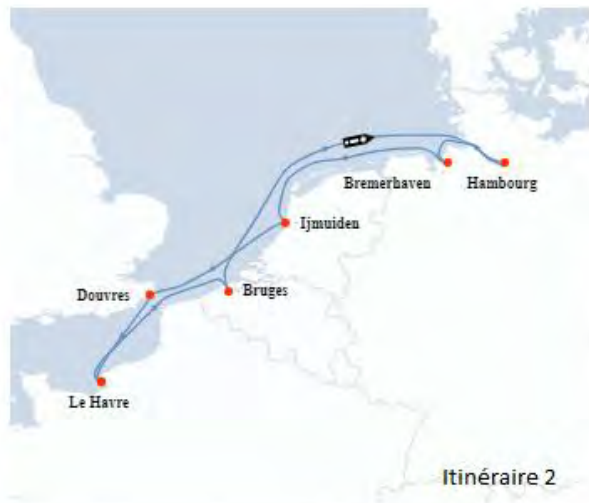 Bremerhaven
Hambourg
Ijmuiden
Douvres
Bruges
Le Havre
Itinéraire 2